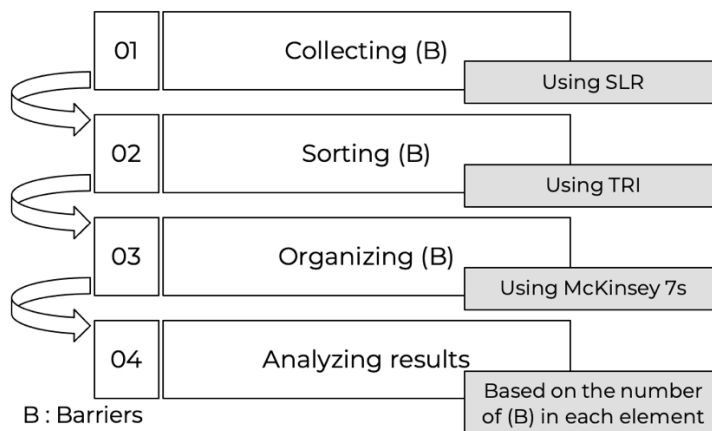 01
Collecting (B)
Using SLR
02
Sorting (B)
Using TRI
03
Organizing (B)
Using McKinsey 7s
04
Analyzing results
Based on the number
of (B) in each element
B : Barriers